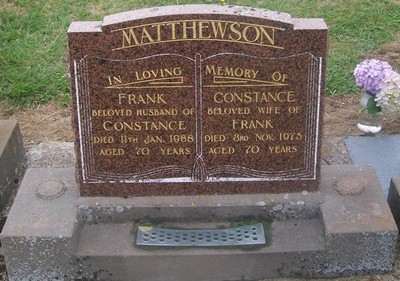 MATTHEWSON
IN LOVING MEMORY OF
FRANK
BELOVED HUSBAND OF
CONSTANCE
DIED 11TH JAN. 1968
AGED 70 YEARS
CONSTANCE
BELOVED WIFE OF
FRANK
DIED 3RD NOV. 1975
AGED 70 YEARS